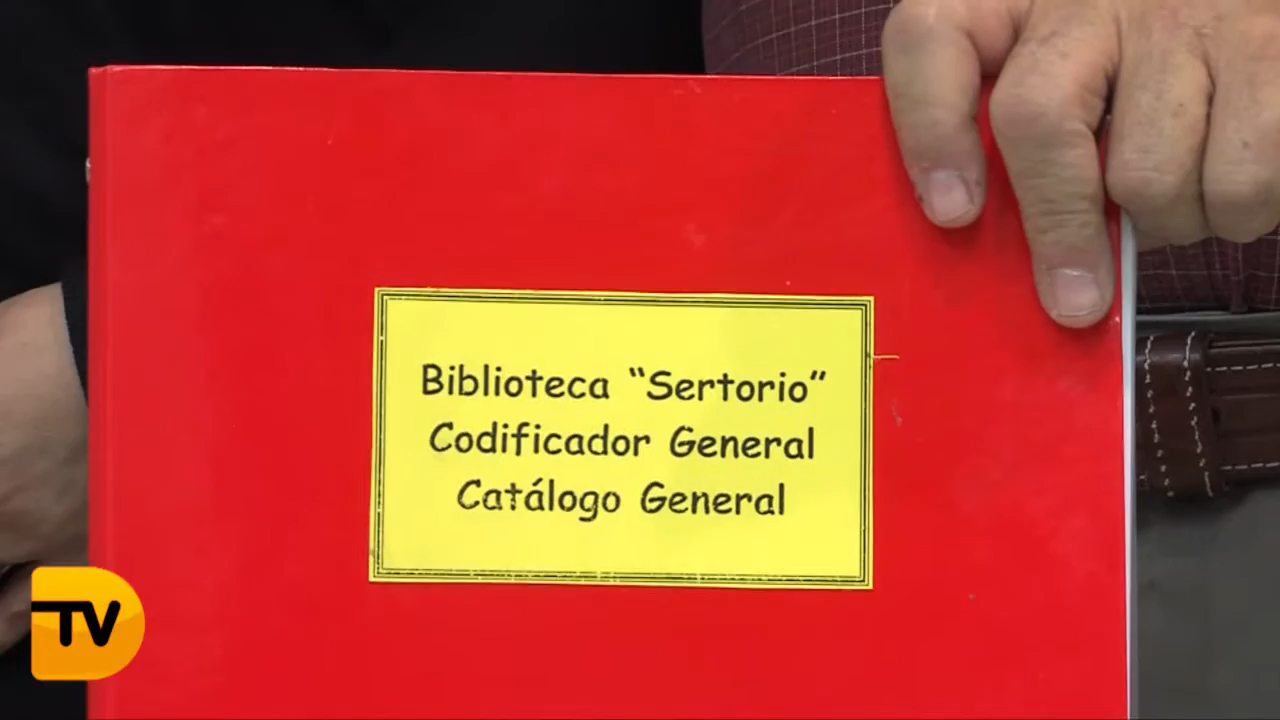 Biblioteca “Sertorio”
Codificador General
Catálogo General
TV